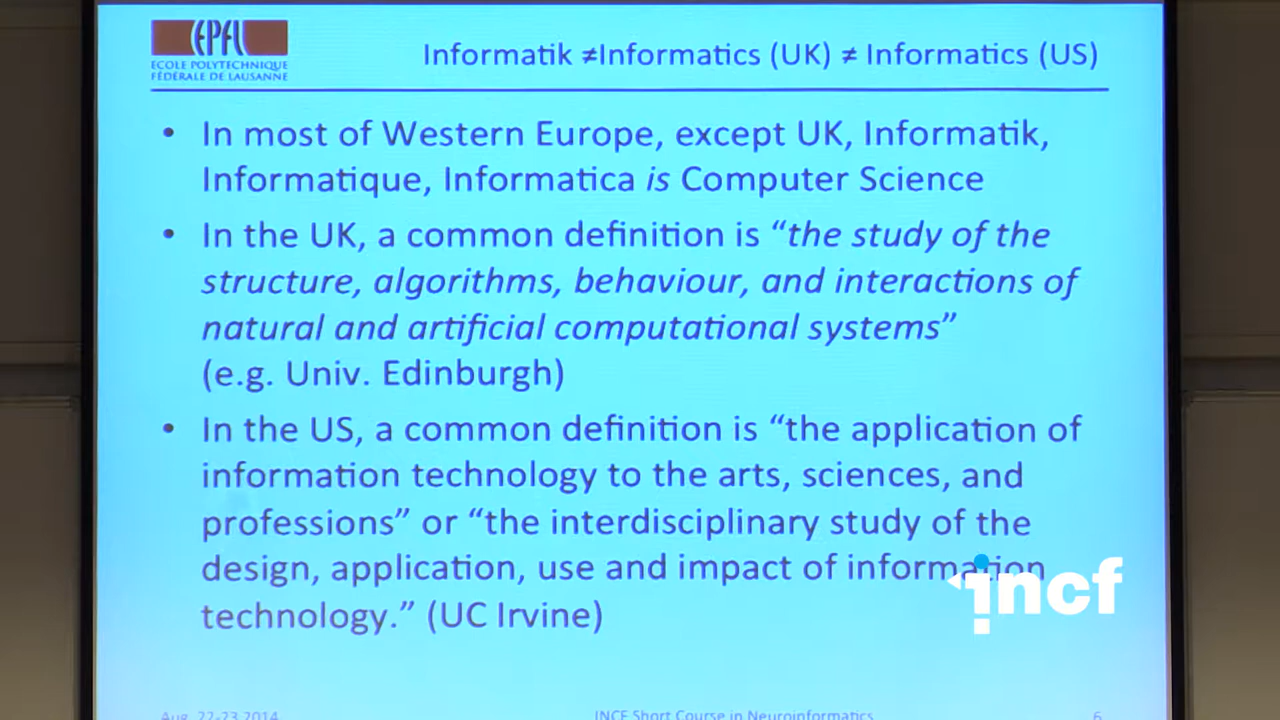 EPFL
ECOLE POLYTECHNIQUE
FÉDÉRALE DE LAUSANNE
Informatik ≠Informatics (UK) ≠ Informatics (US)
• In most of Western Europe, except UK, Informatik,
Informatique, Informatica is Computer Science
• In the UK, a common definition is “the study of the
structure, algorithms, behaviour, and interactions of
natural and artificial computational systems”
(e.g. Univ. Edinburgh)
• In the US, a common definition is “the application of
information technology to the arts, sciences, and
professions” or “the interdisciplinary study of the
design, application, use and impact of information
technology.” (UC Irvine)
incf
Aug. 22-23 2014
INCF Short Course in Neuroinformatics
6